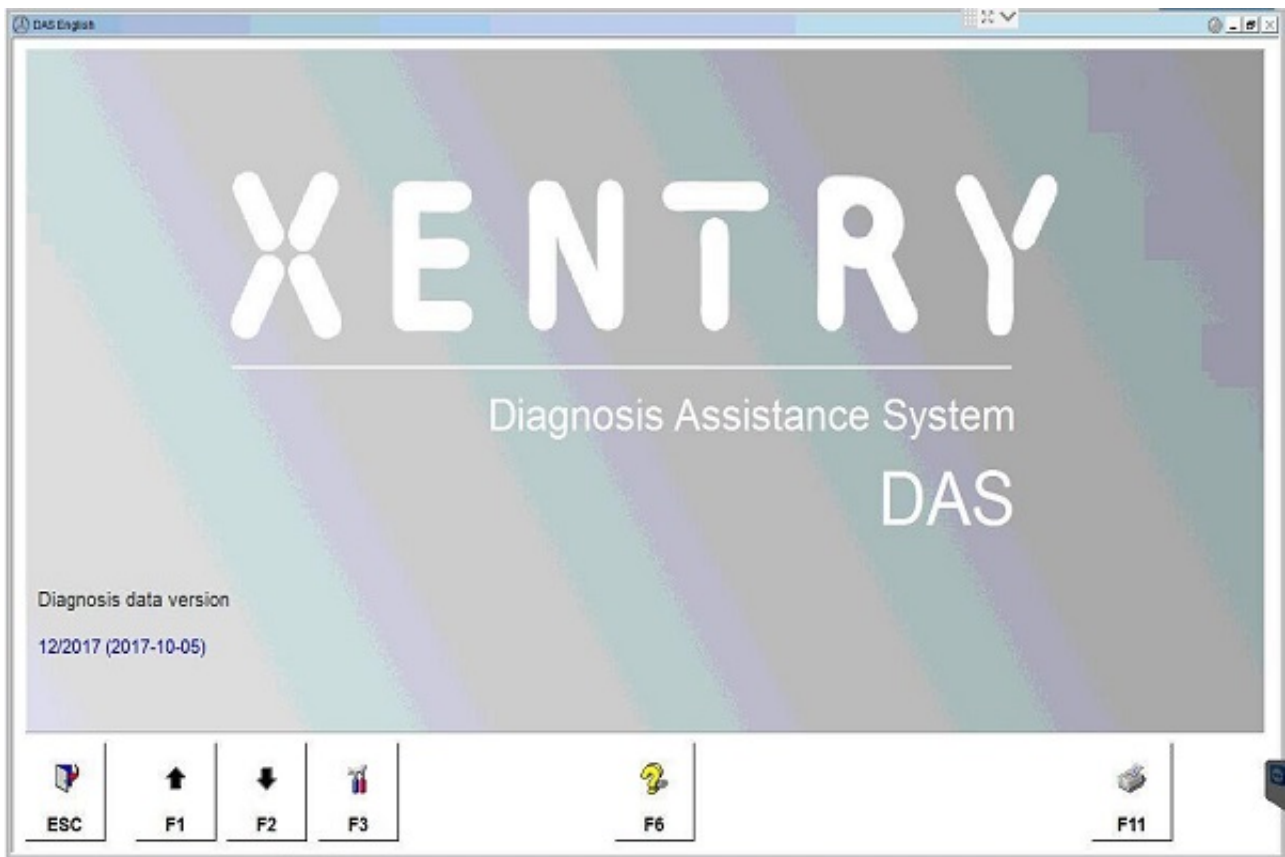 DAS English
XENTRY
Diagnosis Assistance System
DAS
Diagnosis data version
12/2017 (2017-10-05)
ESC F1 F2 F3 F6 F11